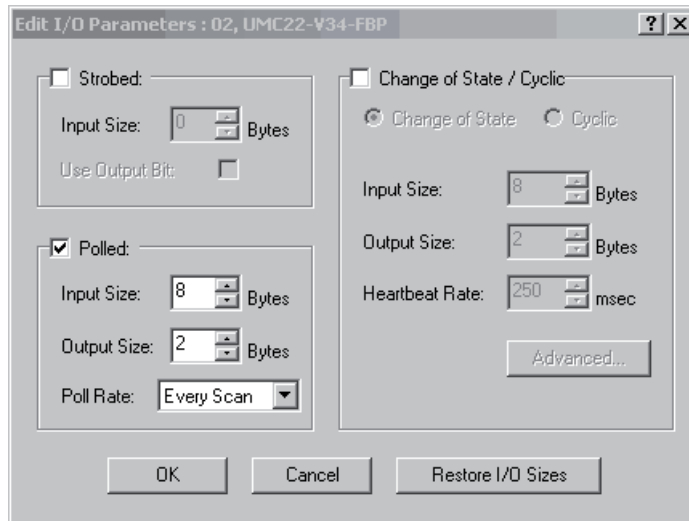 Edit I/O Parameters : 02, UMC22-V34-FBP
Strobed:
Input Size: 0 Bytes
Use Output Bit:
Polled:
Input Size: 8 Bytes
Output Size: 2 Bytes
Poll Rate: Every Scan
Change of State / Cyclic
Change of State Cyclic
Input Size: 8 Bytes
Output Size: 2 Bytes
Heartbeat Rate: 250 msec
Advanced...
OK Cancel Restore I/O Sizes